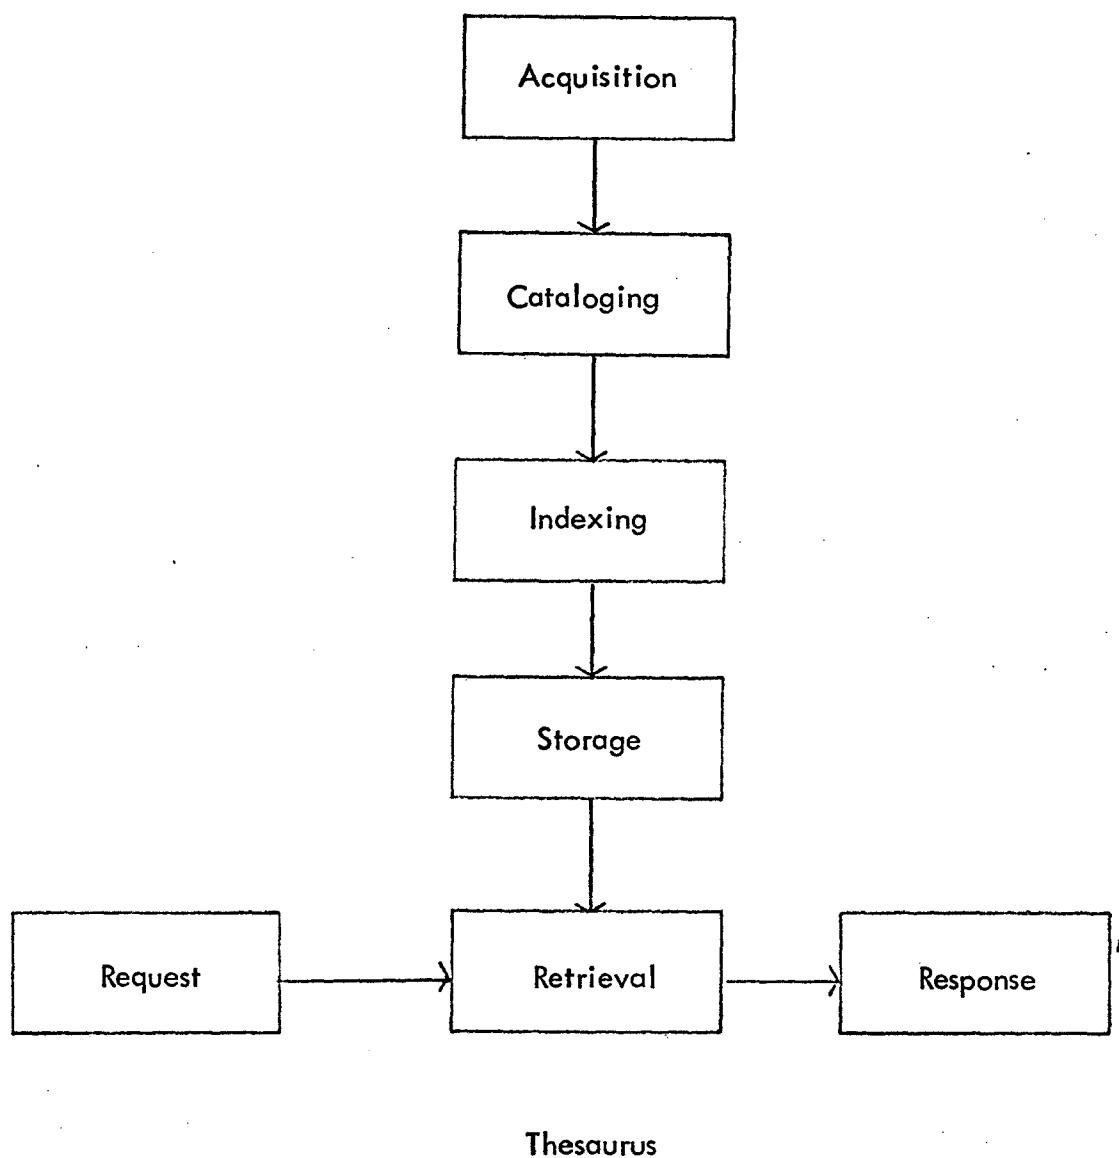 Acquisition
Cataloging
Indexing
Storage
Request
Retrieval
Response
Thesaurus